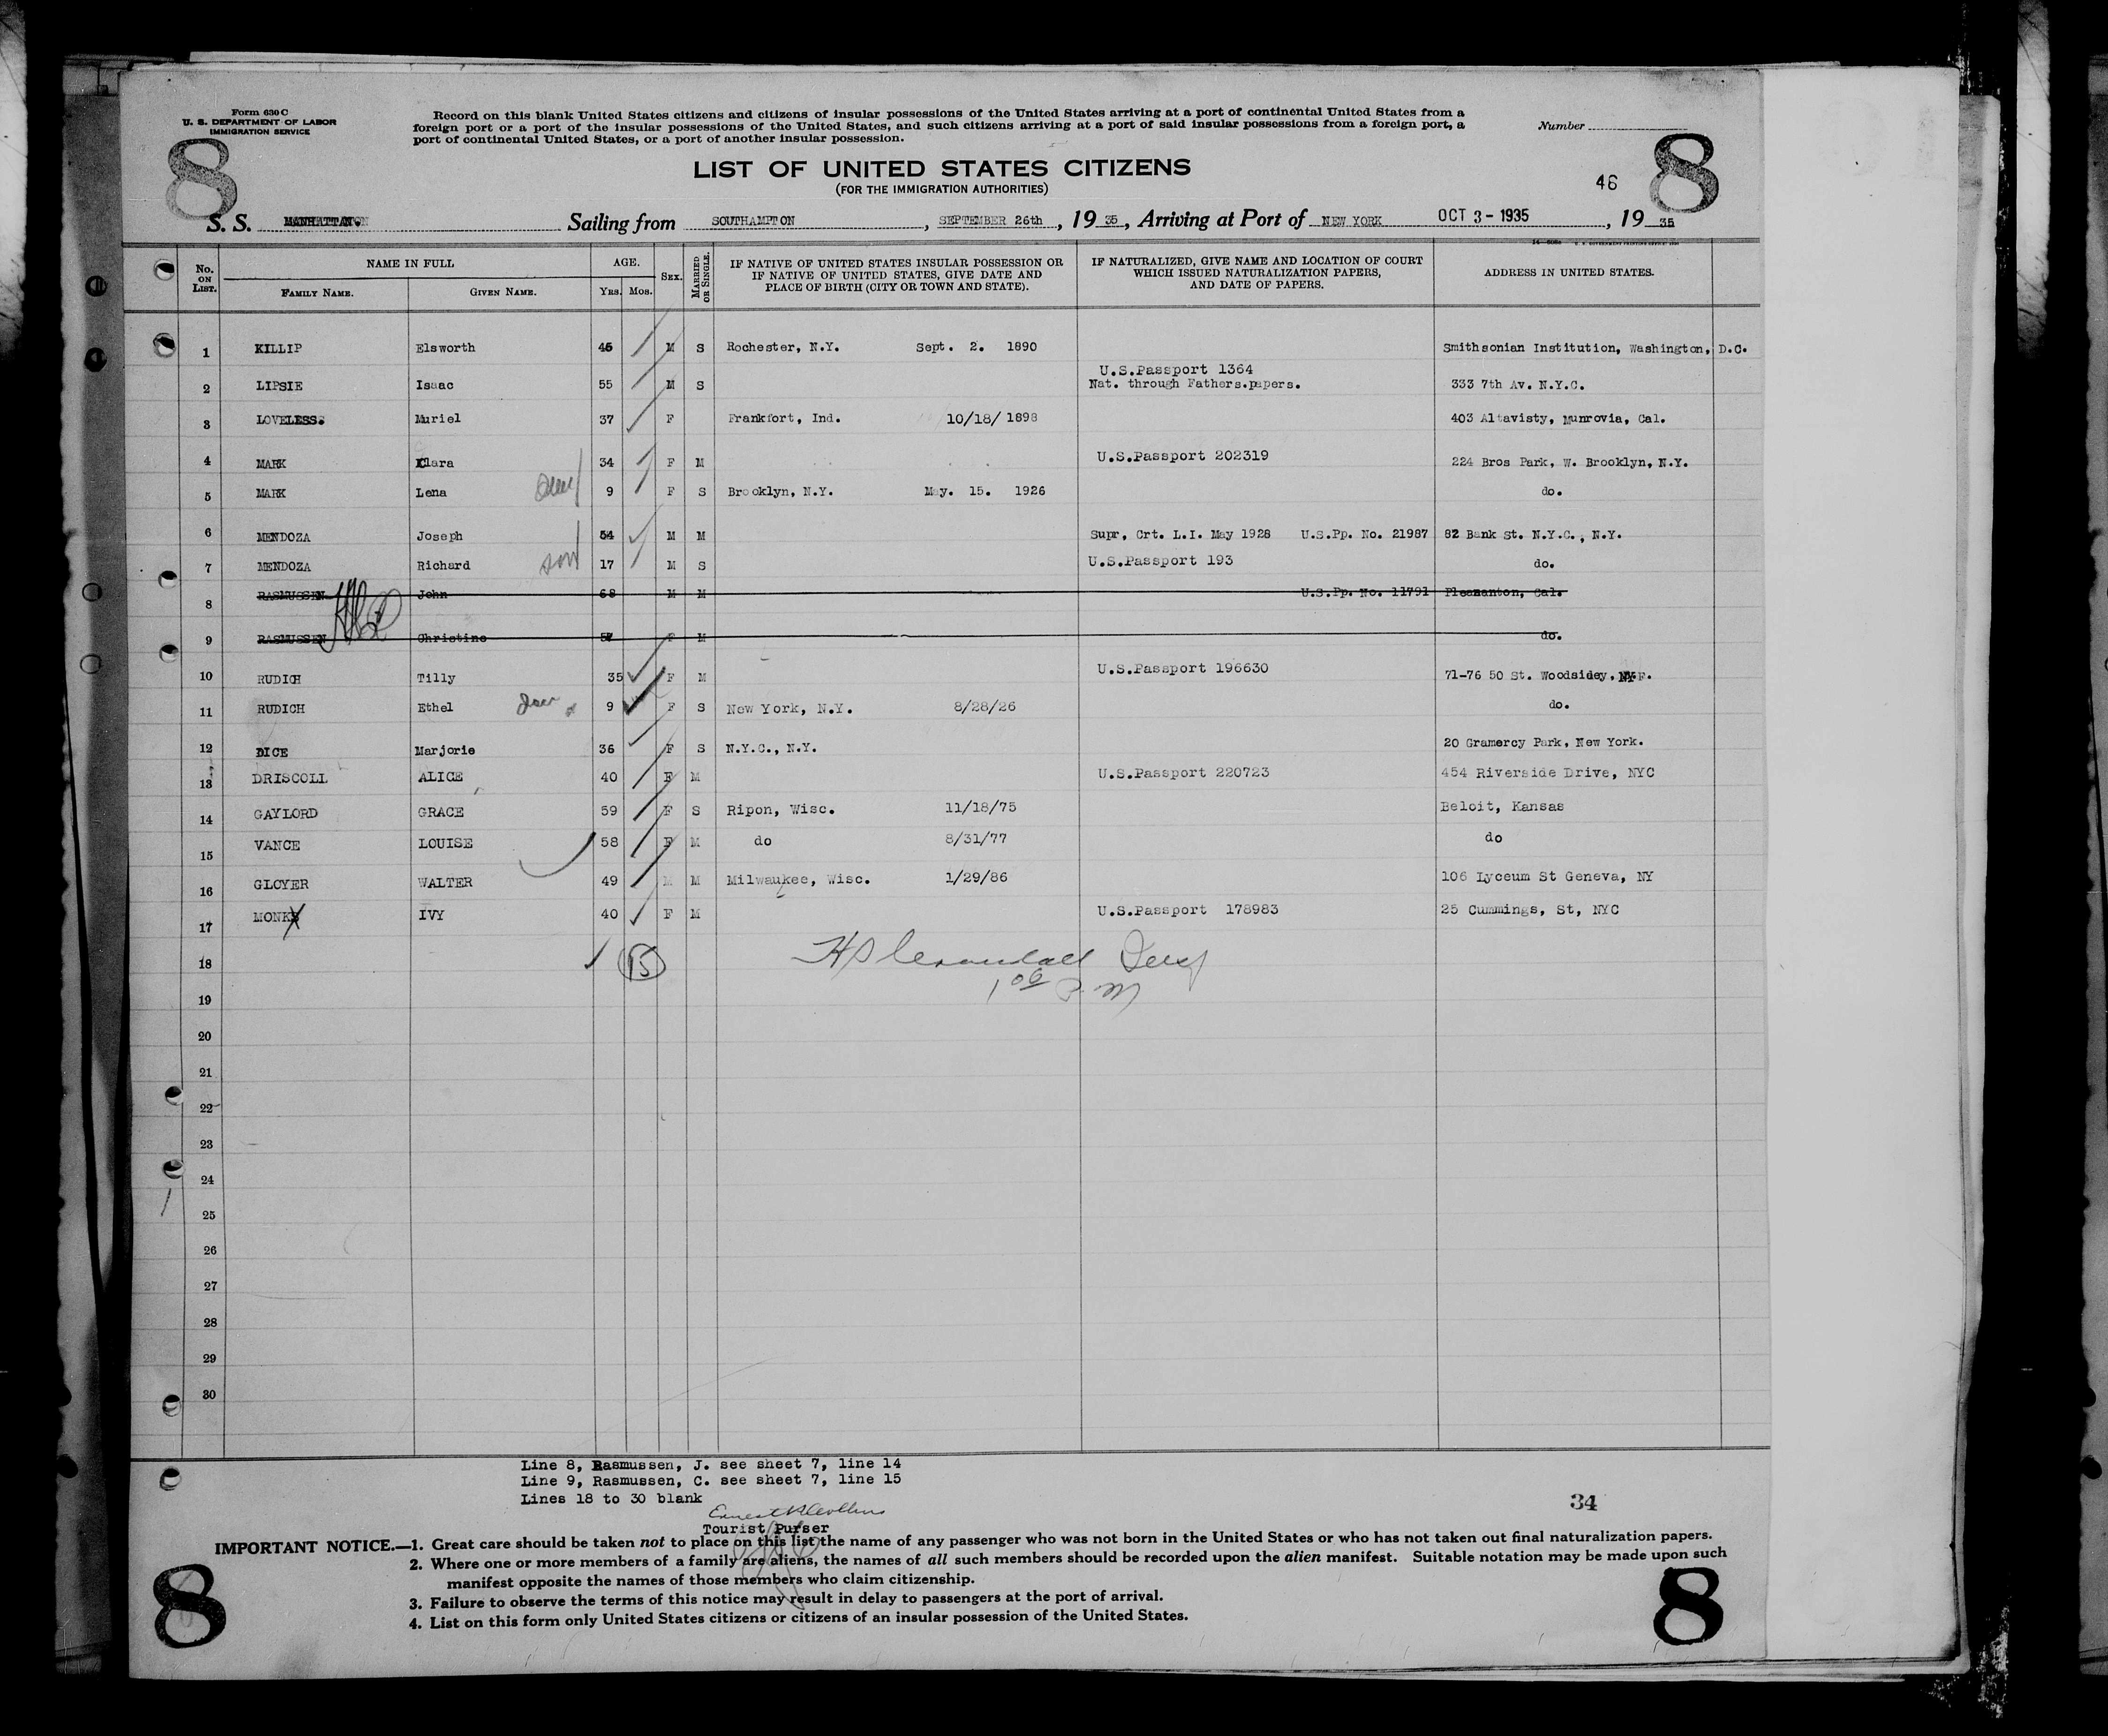 Form 630 C
U. S. DEPARTMENT OF LABOR
IMMIGRATION SERVICE
Record on this blank United States citizens and citizens of insular possessions of the United States arriving at a port of continental United States from a
foreign port or a port of the insular possessions of the United States, and such citizens arriving at a port of said insular possessions from a foreign port, a
port of continental United States, or a port of another insular possession.
Number
8 8
LIST OF UNITED STATES CITIZENS
(FOR THE IMMIGRATION AUTHORITIES)
46
S. S. MANHATTAN. Sailing from SOUTHAMPTON, SEPTEMBER 26th, 19 35, Arriving at Port of NEW YORK OCT 3 - 1935, 19 35
No. ON LIST. NAME IN FULL FAMILY NAME. GIVEN NAME. AGE. YRS. MOS. SEX. MARRIED OR SINGLE. IF NATIVE OF UNITED STATES INSULAR POSSESSION OR IF NATIVE OF UNITED STATES, GIVE DATE AND PLACE OF BIRTH (CITY OR TOWN AND STATE). IF NATURALIZED, GIVE NAME AND LOCATION OF COURT WHICH ISSUED NATURALIZATION PAPERS, AND DATE OF PAPERS. ADDRESS IN UNITED STATES.
1 KILLIP Elsworth 45 M S Rochester, N.Y. Sept. 2. 1890 Smithsonian Institution, Washington, D.C.
U.S.Passport 1364
2 LIPSIE Isaac 55 M S Nat. through Fathers.papers. 333 7th Av. N.Y.C.
3 LOVELESS. Muriel 37 F Frankfort, Ind. 10/18/ 1898 403 Altavisty, Munrovia, Cal.
4 MARK Clara 34 F M U.S.Passport 202319 224 Bros Park, W. Brooklyn, N.Y.
5 MARK Lena 9 F S Brooklyn, N.Y. May. 15. 1926 do.
6 MENDOZA Joseph 54 M M Supr, Crt. L.I. May 1928 U.S.Pp. No. 21987 82 Bank St. N.Y.C., N.Y.
7 MENDOZA Richard son 17 M S U.S.Passport 193 do.
8 RASMUSSEN John 68 M M U.S.Pp. No. 11791 Pleasanton, Cal.
9 RASMUSSEN Christine F M do.
10 RUDICH Tilly 35 F M U.S.Passport 196630 71-76 50 St. Woodsidey,
11 RUDICH Ethel 9 F S New York, N.Y. 8/28/26 do.
12 DICE Marjorie 36 F S N.Y.C., N.Y. 20 Gramercy Park, New York.
13 DRISCOLL ALICE 40 F M U.S.Passport 220723 454 Riverside Drive, NYC
14 GAYLORD GRACE 59 F S Ripon, Wisc. 11/18/75 Beloit, Kansas
15 VANCE LOUISE 58 F M do 8/31/77 do
16 GLOYER WALTER 49 M M Milwaukee, Wisc. 1/29/86 106 Lyceum St Geneva, NY
17 MONKS IVY 40 F M U.S.Passport 178983 25 Cummings, St, NYC
18 15
1 00 P.M
19
20
21
22
23
24
25
26
27
28
29
30
Line 8, Rasmussen, J. see sheet 7, line 14
Line 9, Rasmussen, C. see sheet 7, line 15
Lines 18 to 30 blank
34
Tourist Purser
IMPORTANT NOTICE.—1. Great care should be taken not to place on this list the name of any passenger who was not born in the United States or who has not taken out final naturalization papers.
2. Where one or more members of a family are aliens, the names of all such members should be recorded upon the alien manifest. Suitable notation may be made upon such
manifest opposite the names of those members who claim citizenship.
3. Failure to observe the terms of this notice may result in delay to passengers at the port of arrival.
4. List on this form only United States citizens or citizens of an insular possession of the United States.
8 8